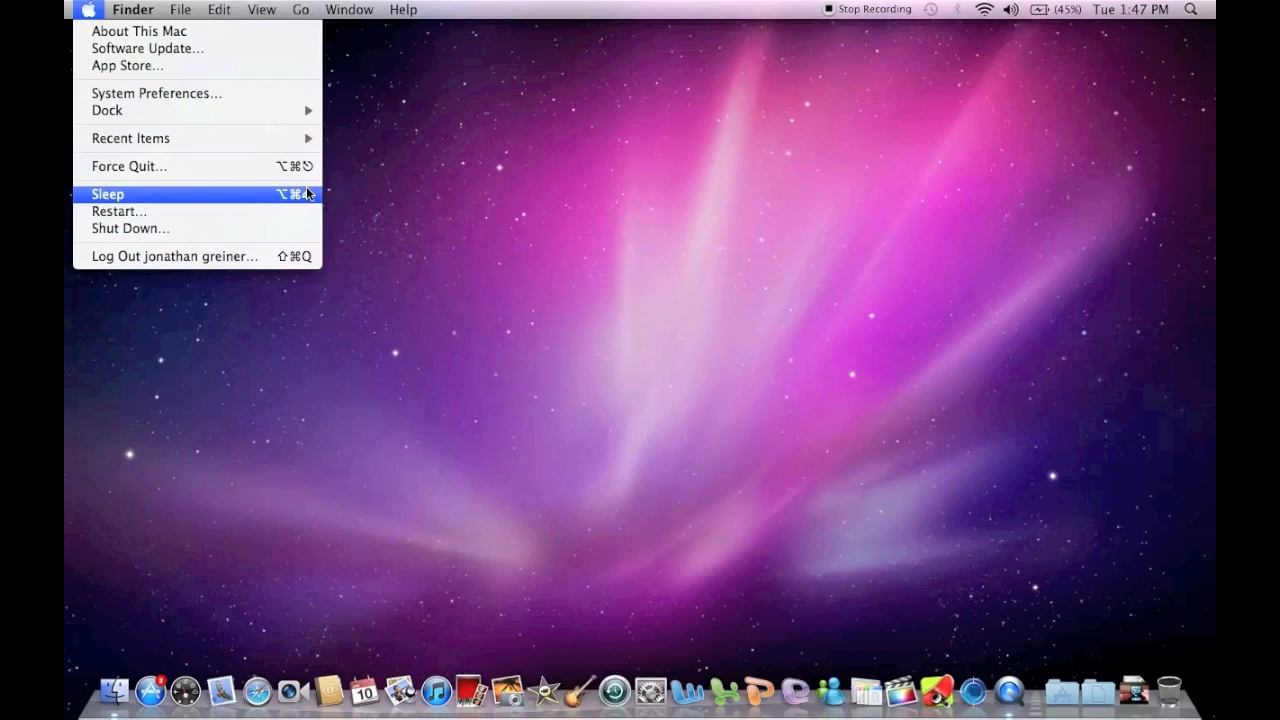 Finder File Edit View Go Window Help Stop Recording (45%) Tue 1:47 PM
About This Mac
Software Update...
App Store...
System Preferences...
Dock
Recent Items
Force Quit... ⌥⌘⎋
Sleep ⌥⌘
Restart...
Shut Down...
Log Out jonathan greiner... ⇧⌘Q
2
10